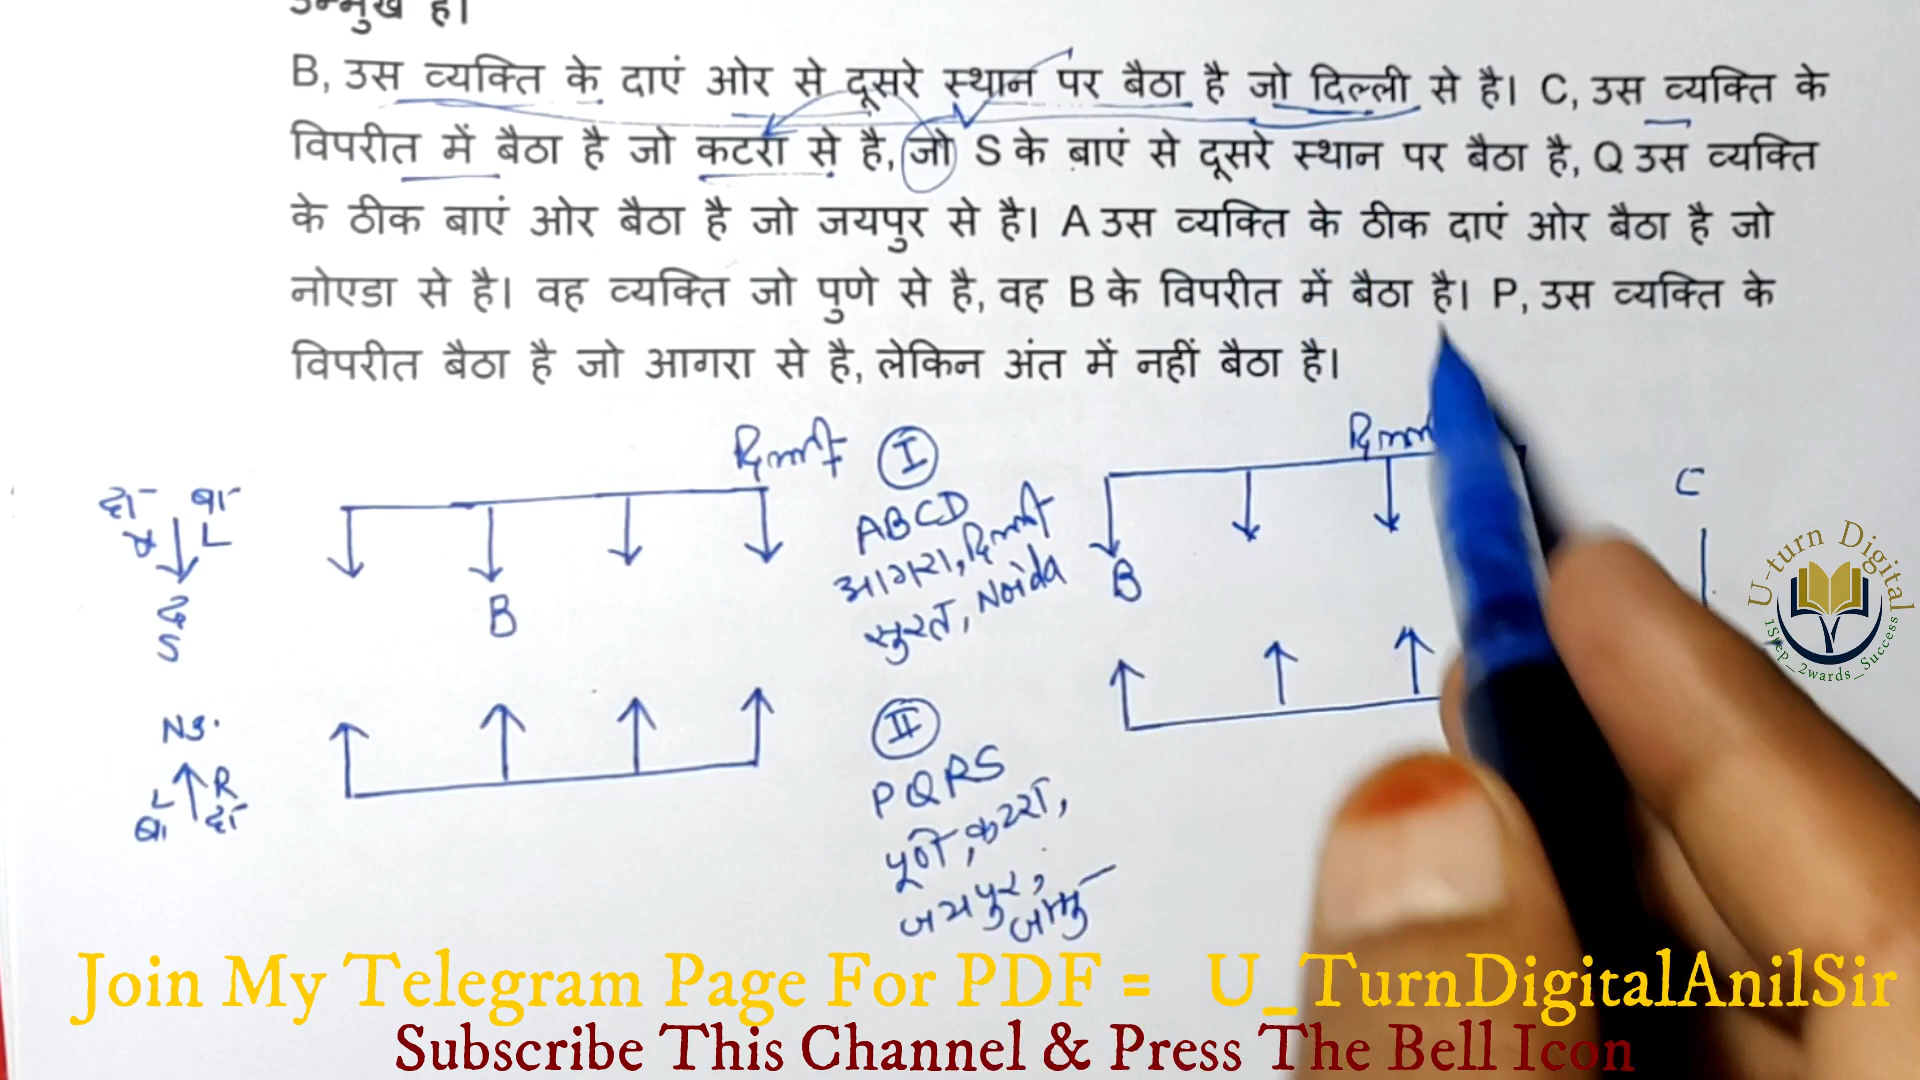 उन्मुख है।
B, उस व्यक्ति के दाएं ओर से दूसरे स्थान पर बैठा है जो दिल्ली से है। C, उस व्यक्ति के
विपरीत में बैठा है जो कटरा से है, जो S के बाएं से दूसरे स्थान पर बैठा है, Q उस व्यक्ति
के ठीक बाएं ओर बैठा है जो जयपुर से है। A उस व्यक्ति के ठीक दाएं ओर बैठा है जो
नोएडा से है। वह व्यक्ति जो पुणे से है, वह B के विपरीत में बैठा है। P, उस व्यक्ति के
विपरीत बैठा है जो आगरा से है, लेकिन अंत में नहीं बैठा है।
दिल्ली
I
ABCD
आगरा, दिल्ली
सुरत, Noida
दा बा
L
द
S
B
B
C
N
L R
बा दा
II
PQRS
पूणे, कटरा,
जयपुर,
जम्मु
U-turn Digital
1Step_2wards_Success
Join My Telegram Page For PDF = U_TurnDigitalAnilSir
Subscribe This Channel & Press The Bell Icon